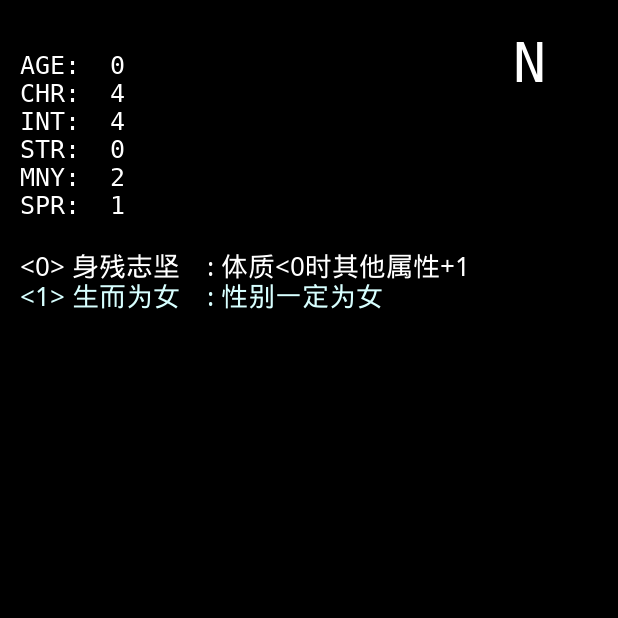 N
AGE: 0
CHR: 4
INT: 4
STR: 0
MNY: 2
SPR: 1
<0> 身残志坚 : 体质<0时其他属性+1
<1> 生而为女 : 性别一定为女